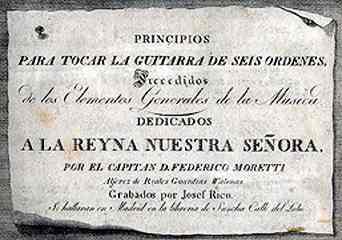 PRINCIPIOS
PARA TOCAR LA GUITARRA DE SEIS ORDENES,
Precedidos
de los Elementos Generales de la Musica
DEDICADOS
A LA REYNA NUESTRA SEÑORA,
POR EL CAPITAN D. FEDERICO MORETTI
Alferez de Reales Guardias Walonas
Grabados por Josef Rico.
Se hallaran en Madrid en la libreria de Sancha Calle del Lobo